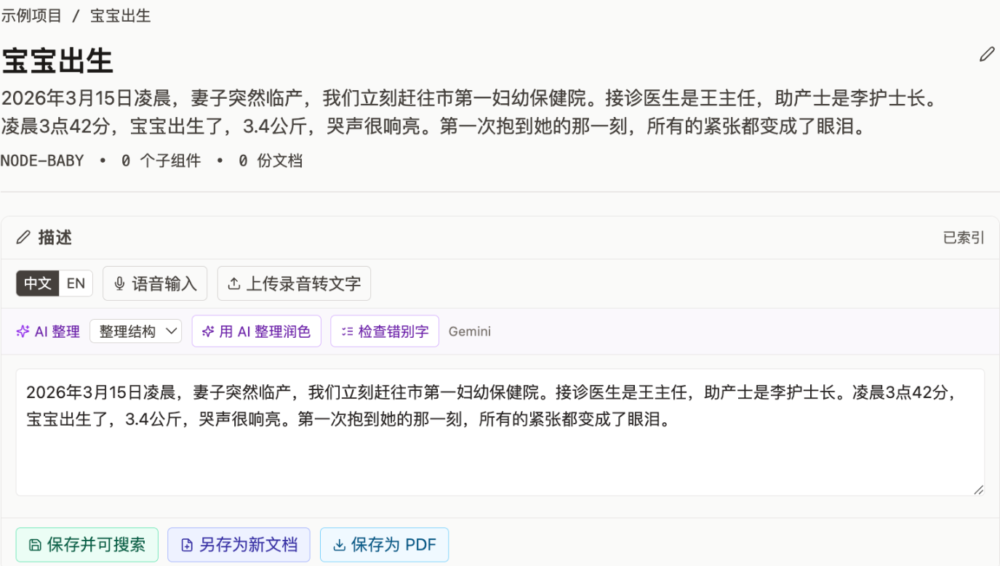 示例项目 / 宝宝出生
宝宝出生
2026年3月15日凌晨，妻子突然临产，我们立刻赶往市第一妇幼保健院。接诊医生是王主任，助产士是李护士长。
凌晨3点42分，宝宝出生了，3.4公斤，哭声很响亮。第一次抱到她的那一刻，所有的紧张都变成了眼泪。
NODE-BABY • 0 个子组件 • 0 份文档
描述 已索引
中文 EN 语音输入 上传录音转文字
AI 整理 整理结构 用 AI 整理润色 检查错别字 Gemini
2026年3月15日凌晨，妻子突然临产，我们立刻赶往市第一妇幼保健院。接诊医生是王主任，助产士是李护士长。凌晨3点42分，
宝宝出生了，3.4公斤，哭声很响亮。第一次抱到她的那一刻，所有的紧张都变成了眼泪。
保存并可搜索 另存为新文档 保存为 PDF